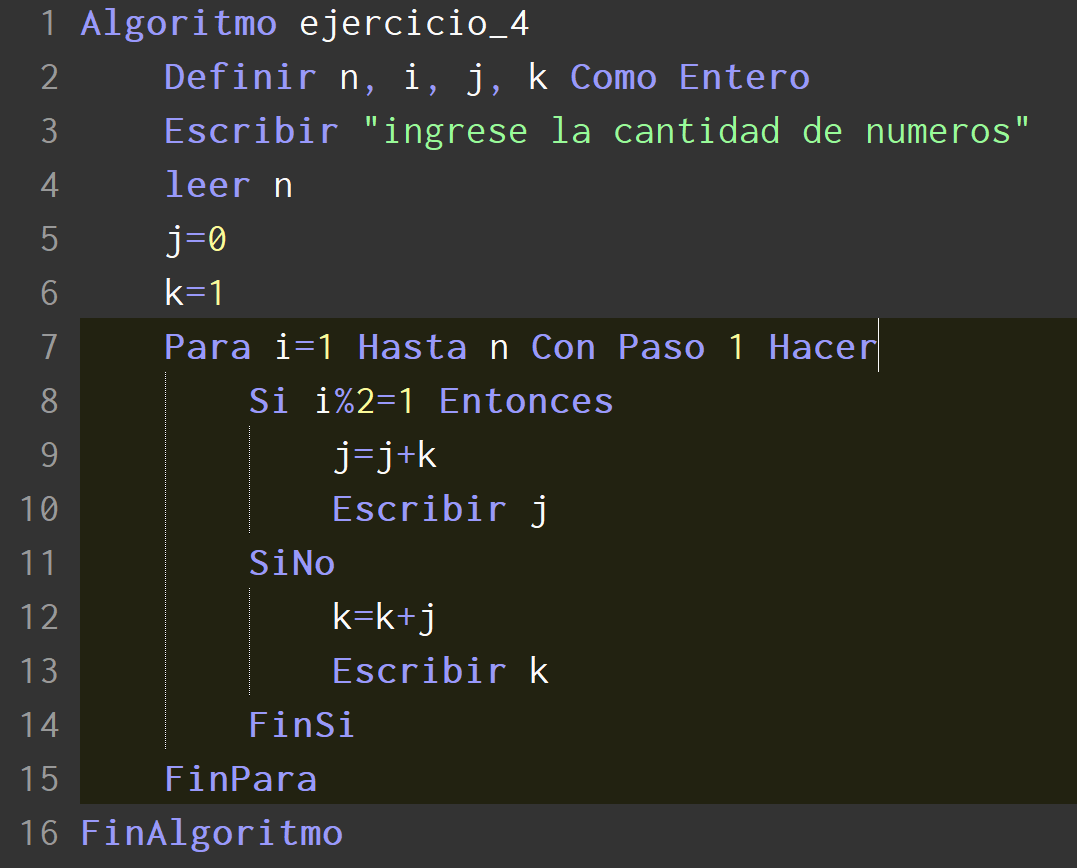 1 Algoritmo ejercicio_4
2 Definir n, i, j, k Como Entero
3 Escribir "ingrese la cantidad de numeros"
4 leer n
5 j=0
6 k=1
7 Para i=1 Hasta n Con Paso 1 Hacer
8 Si i%2=1 Entonces
9 j=j+k
10 Escribir j
11 SiNo
12 k=k+j
13 Escribir k
14 FinSi
15 FinPara
16 FinAlgoritmo